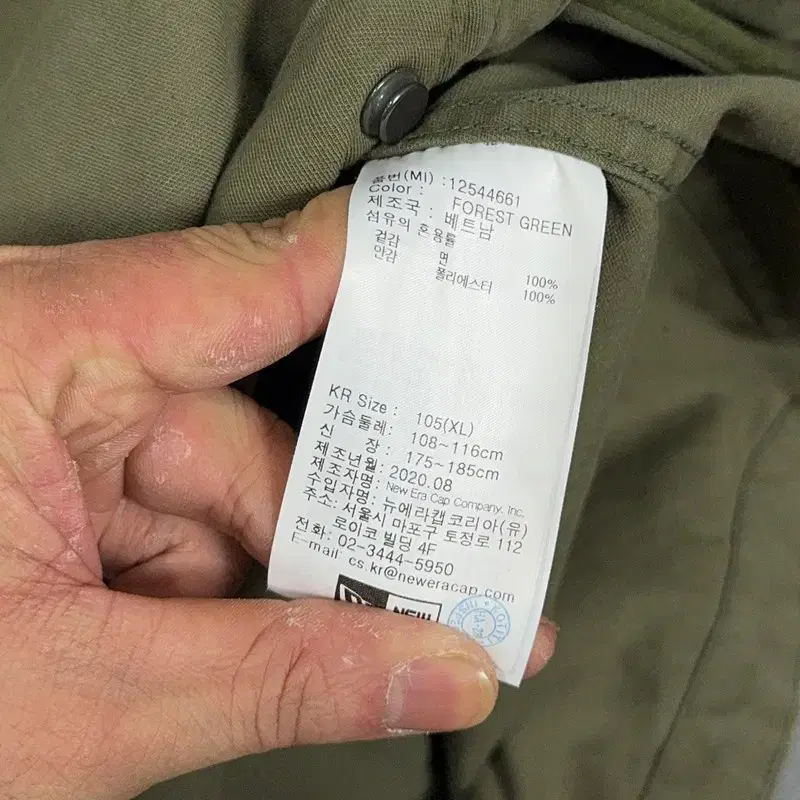 품번(MI) : 12544661
Color : FOREST GREEN
제조국 : 베트남
섬유의 혼용률
겉감 면 100%
안감 폴리에스터 100%
KR Size : 105(XL)
가슴둘레: 108~116cm
신 장 : 175~185cm
제조년월: 2020.08
제조자명: New Era Cap Company, Inc.
수입자명: 뉴에라캡코리아(유)
주소: 서울시 마포구 토정로 112
로이코 빌딩 4F
전화: 02-3444-5950
E-mail: cs.kr@neweracap.com
NEW
KOTITI